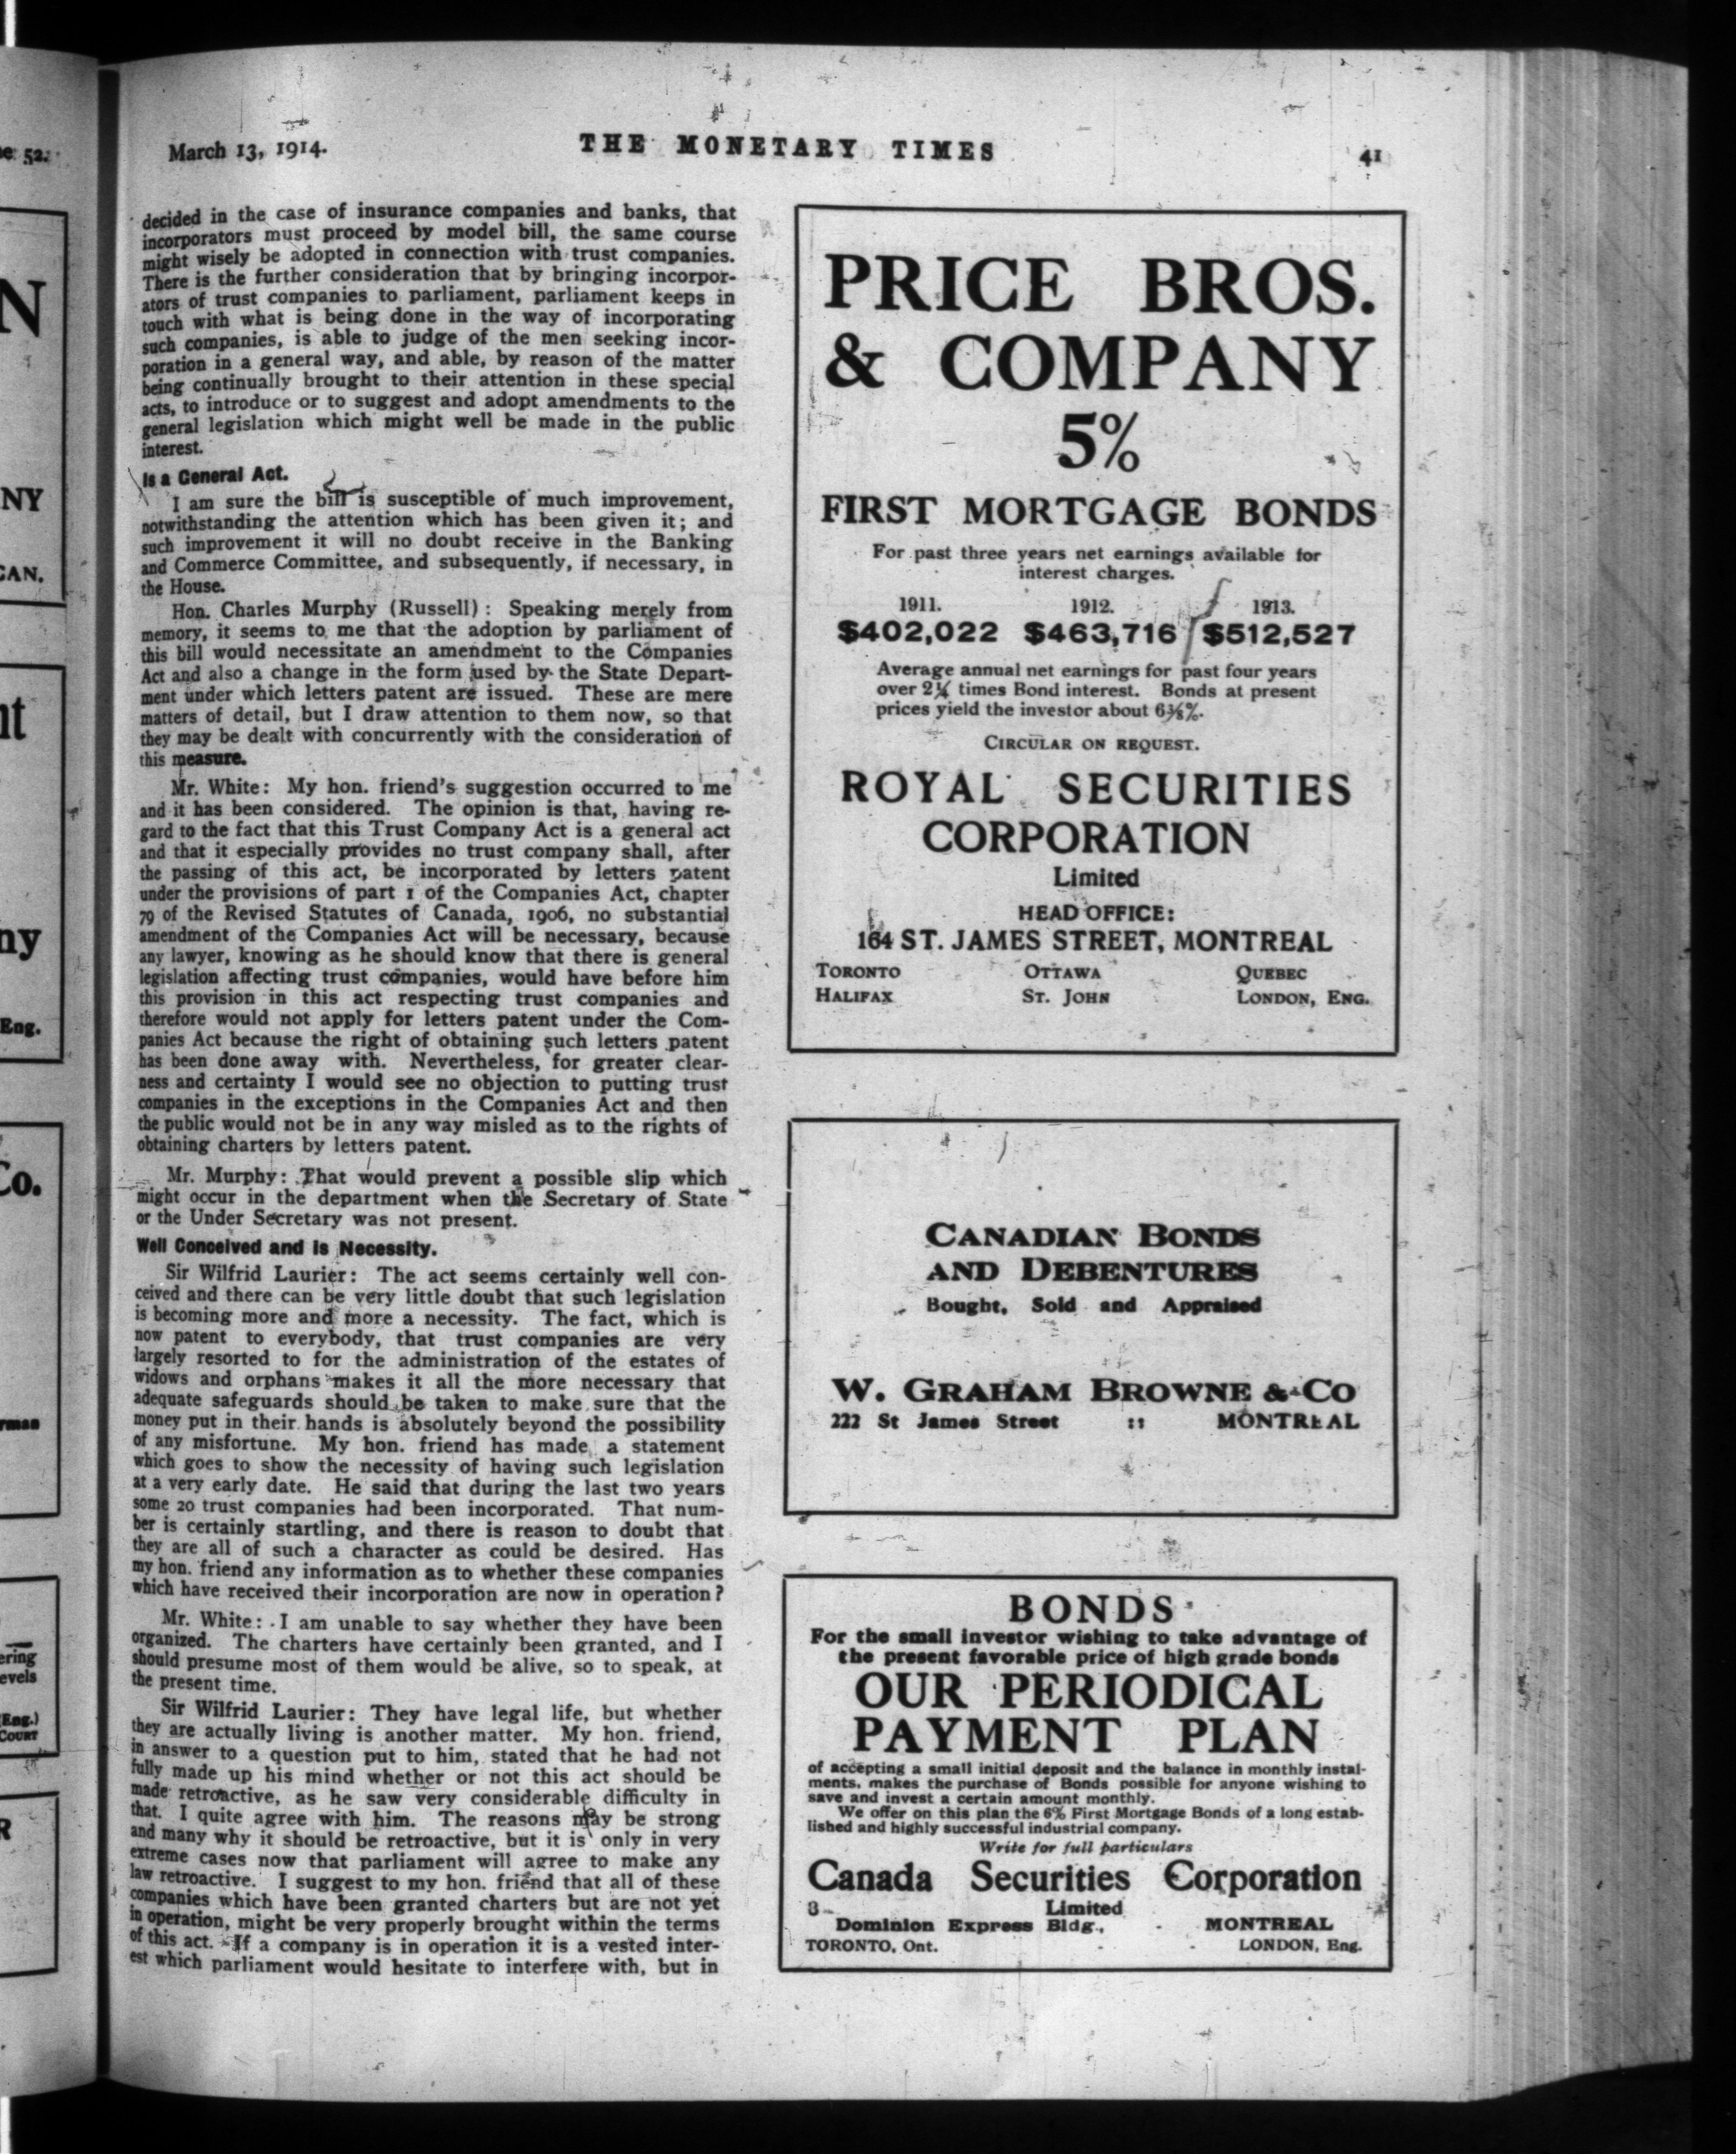 March 13, 1914.
THE MONETARY TIMES
41
decided in the case of insurance companies and banks, that
incorporators must proceed by model bill, the same course
might wisely be adopted in connection with trust companies.
There is the further consideration that by bringing incorpor-
ators of trust companies to parliament, parliament keeps in
touch with what is being done in the way of incorporating
such companies, is able to judge of the men seeking incor-
poration in a general way, and able, by reason of the matter
being continually brought to their attention in these special
acts, to introduce or to suggest and adopt amendments to the
general legislation which might well be made in the public
interest.
Is a General Act.
I am sure the bill is susceptible of much improvement,
notwithstanding the attention which has been given it; and
such improvement it will no doubt receive in the Banking
and Commerce Committee, and subsequently, if necessary, in
the House.
Hon. Charles Murphy (Russell): Speaking merely from
memory, it seems to me that the adoption by parliament of
this bill would necessitate an amendment to the Companies
Act and also a change in the form used by the State Depart-
ment under which letters patent are issued. These are mere
matters of detail, but I draw attention to them now, so that
they may be dealt with concurrently with the consideration of
this measure.
Mr. White: My hon. friend's suggestion occurred to me
and it has been considered. The opinion is that, having re-
gard to the fact that this Trust Company Act is a general act
and that it especially provides no trust company shall, after
the passing of this act, be incorporated by letters patent
under the provisions of part 1 of the Companies Act, chapter
79 of the Revised Statutes of Canada, 1906, no substantial
amendment of the Companies Act will be necessary, because
any lawyer, knowing as he should know that there is general
legislation affecting trust companies, would have before him
this provision in this act respecting trust companies and
therefore would not apply for letters patent under the Com-
panies Act because the right of obtaining such letters patent
has been done away with. Nevertheless, for greater clear-
ness and certainty I would see no objection to putting trust
companies in the exceptions in the Companies Act and then
the public would not be in any way misled as to the rights of
obtaining charters by letters patent.
Mr. Murphy: That would prevent a possible slip which
might occur in the department when the Secretary of State
or the Under Secretary was not present.
Well Conceived and is Necessity.
Sir Wilfrid Laurier: The act seems certainly well con-
ceived and there can be very little doubt that such legislation
is becoming more and more a necessity. The fact, which is
now patent to everybody, that trust companies are very
largely resorted to for the administration of the estates of
widows and orphans makes it all the more necessary that
adequate safeguards should be taken to make sure that the
money put in their hands is absolutely beyond the possibility
of any misfortune. My hon. friend has made a statement
which goes to show the necessity of having such legislation
at a very early date. He said that during the last two years
some 20 trust companies had been incorporated. That num-
ber is certainly startling, and there is reason to doubt that
they are all of such a character as could be desired. Has
my hon. friend any information as to whether these companies
which have received their incorporation are now in operation?
Mr. White: I am unable to say whether they have been
organized. The charters have certainly been granted, and I
should presume most of them would be alive, so to speak, at
the present time.
Sir Wilfrid Laurier: They have legal life, but whether
they are actually living is another matter. My hon. friend,
in answer to a question put to him, stated that he had not
fully made up his mind whether or not this act should be
made retroactive, as he saw very considerable difficulty in
that. I quite agree with him. The reasons may be strong
and many why it should be retroactive, but it is only in very
extreme cases now that parliament will agree to make any
law retroactive. I suggest to my hon. friend that all of these
companies which have been granted charters but are not yet
in operation, might be very properly brought within the terms
of this act. If a company is in operation it is a vested inter-
est which parliament would hesitate to interfere with, but in
PRICE BROS.
& COMPANY
5%
FIRST MORTGAGE BONDS
For past three years net earnings available for
interest charges.
1911. 1912. 1913.
$402,022 $463,716 $512,527
Average annual net earnings for past four years
over 2¼ times Bond interest. Bonds at present
prices yield the investor about 6⅜%.
CIRCULAR ON REQUEST.
ROYAL SECURITIES
CORPORATION
Limited
HEAD OFFICE:
164 ST. JAMES STREET, MONTREAL
TORONTO OTTAWA QUEBEC
HALIFAX ST. JOHN LONDON, ENG.
CANADIAN BONDS
AND DEBENTURES
Bought, Sold and Appraised
W. GRAHAM BROWNE & CO
222 St James Street :: MONTREAL
BONDS
For the small investor wishing to take advantage of
the present favorable price of high grade bonds
OUR PERIODICAL
PAYMENT PLAN
of accepting a small initial deposit and the balance in monthly instal-
ments, makes the purchase of Bonds possible for anyone wishing to
save and invest a certain amount monthly.
We offer on this plan the 6% First Mortgage Bonds of a long estab-
lished and highly successful industrial company.
Write for full particulars
Canada Securities Corporation
3 Limited
Dominion Express Bldg., MONTREAL
TORONTO, Ont. LONDON, Eng.